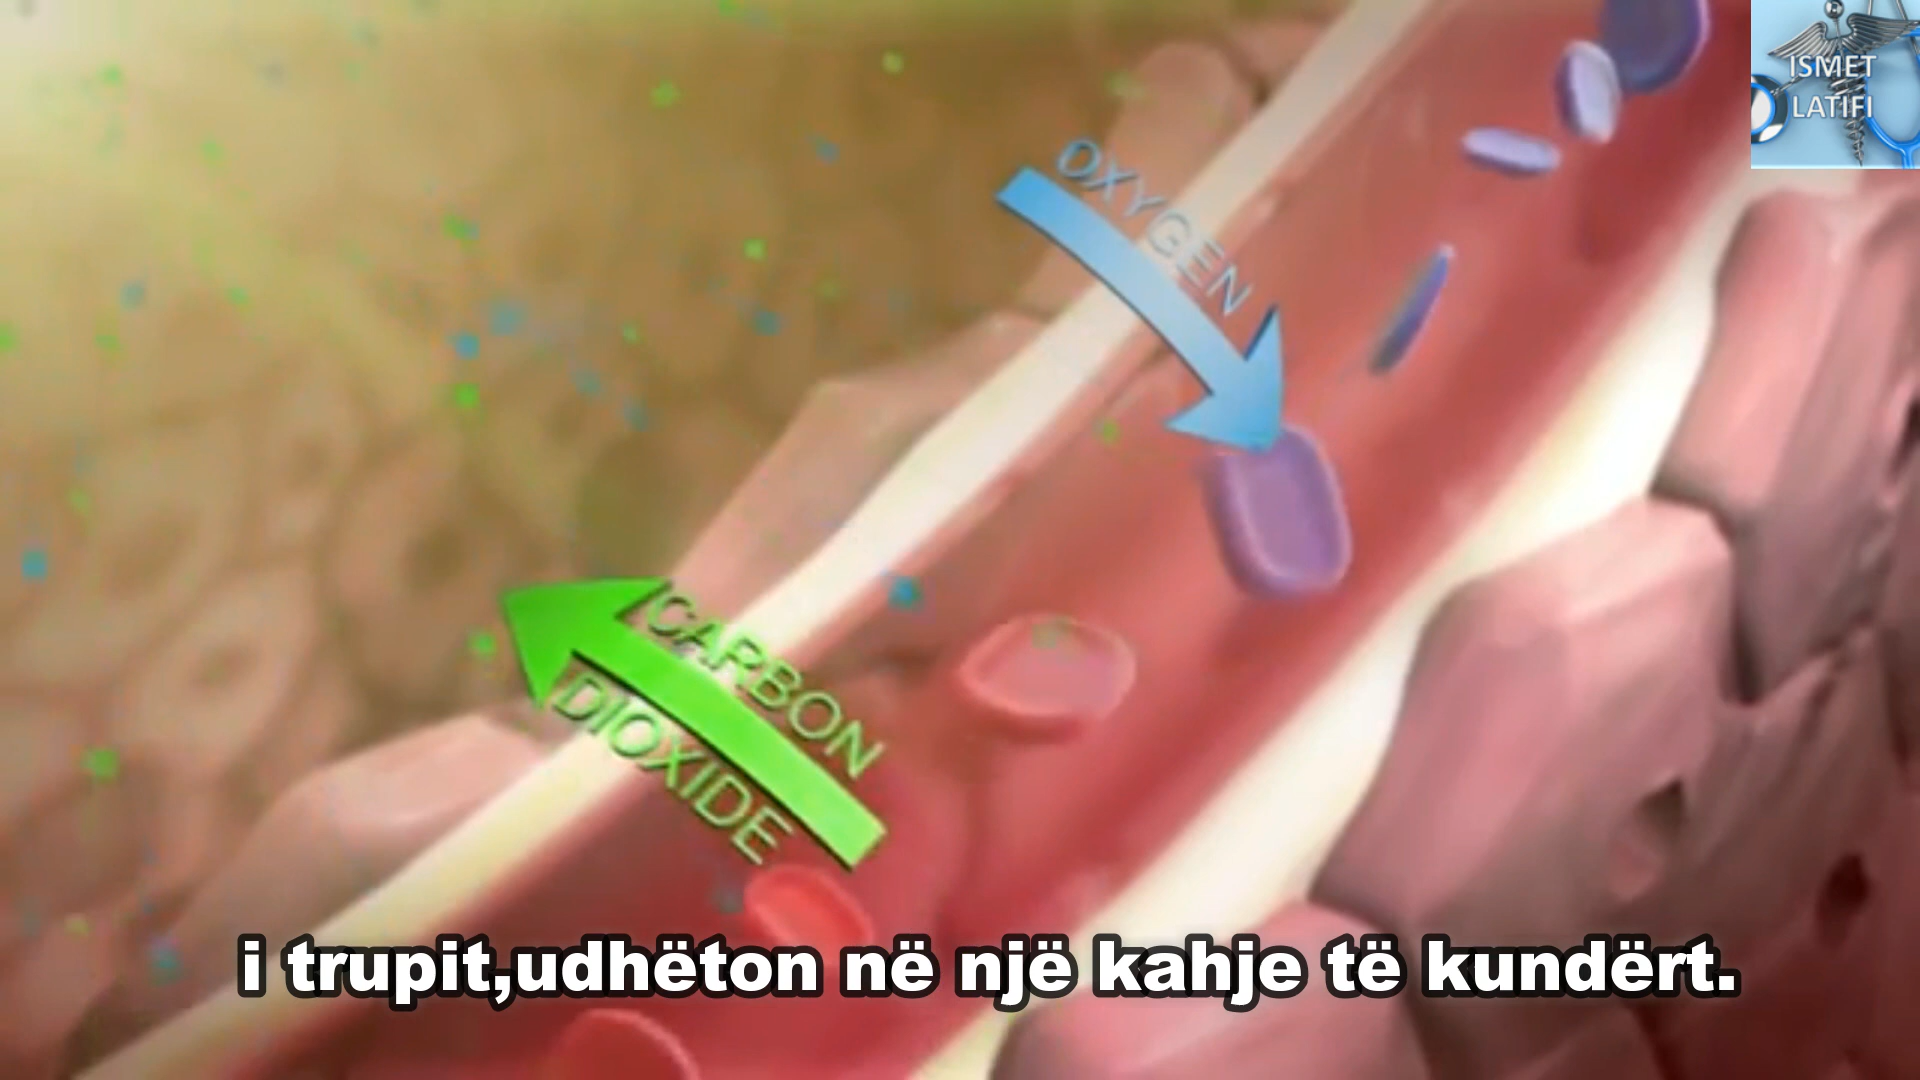 ISMET
LATIFI
OXYGEN
CARBON
DIOXIDE
i trupit,udhëton në një kahje të kundërt.